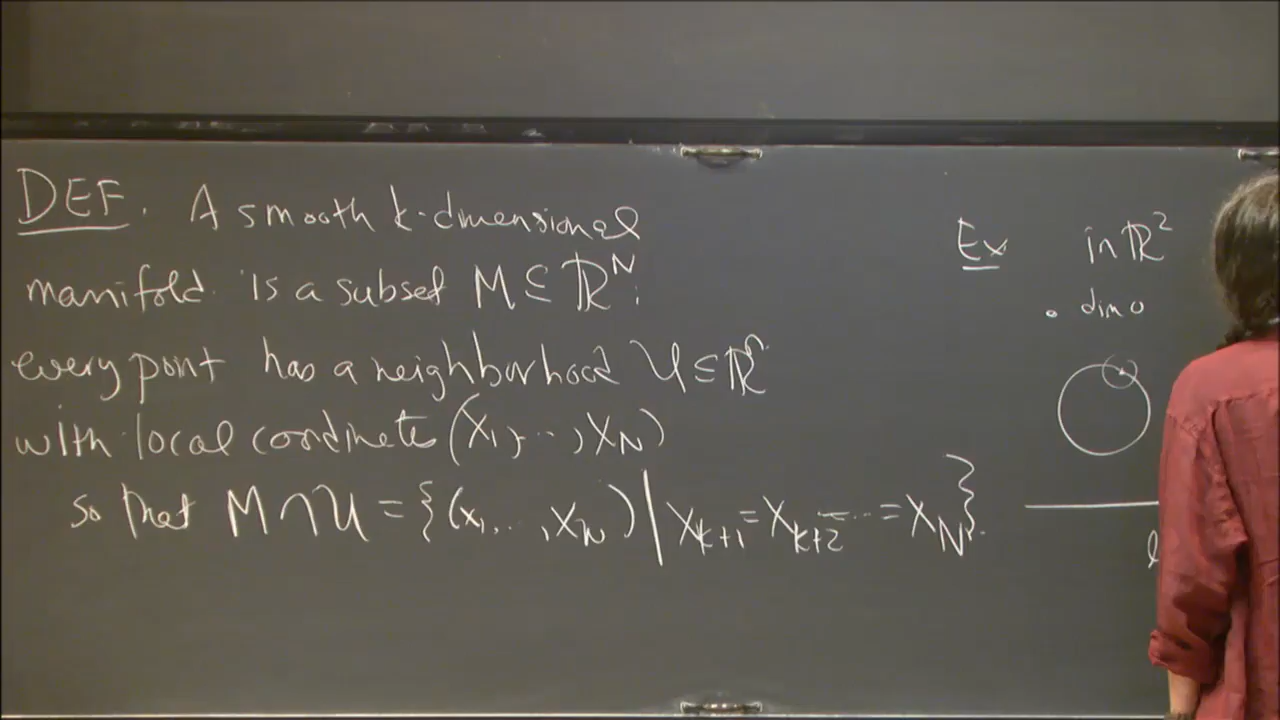 DEF. A smooth k-dimensional
manifold is a subset M ⊆ ℝ^N:
every point has a neighborhood U ⊆ ℝ
with local cordinate (x₁, ..., x_N)
so that M ∩ U = {(x₁, ..., x_N) | x_{k+1} = x_{k+2} = ... = x_N}.
Ex in ℝ²
• dim 0